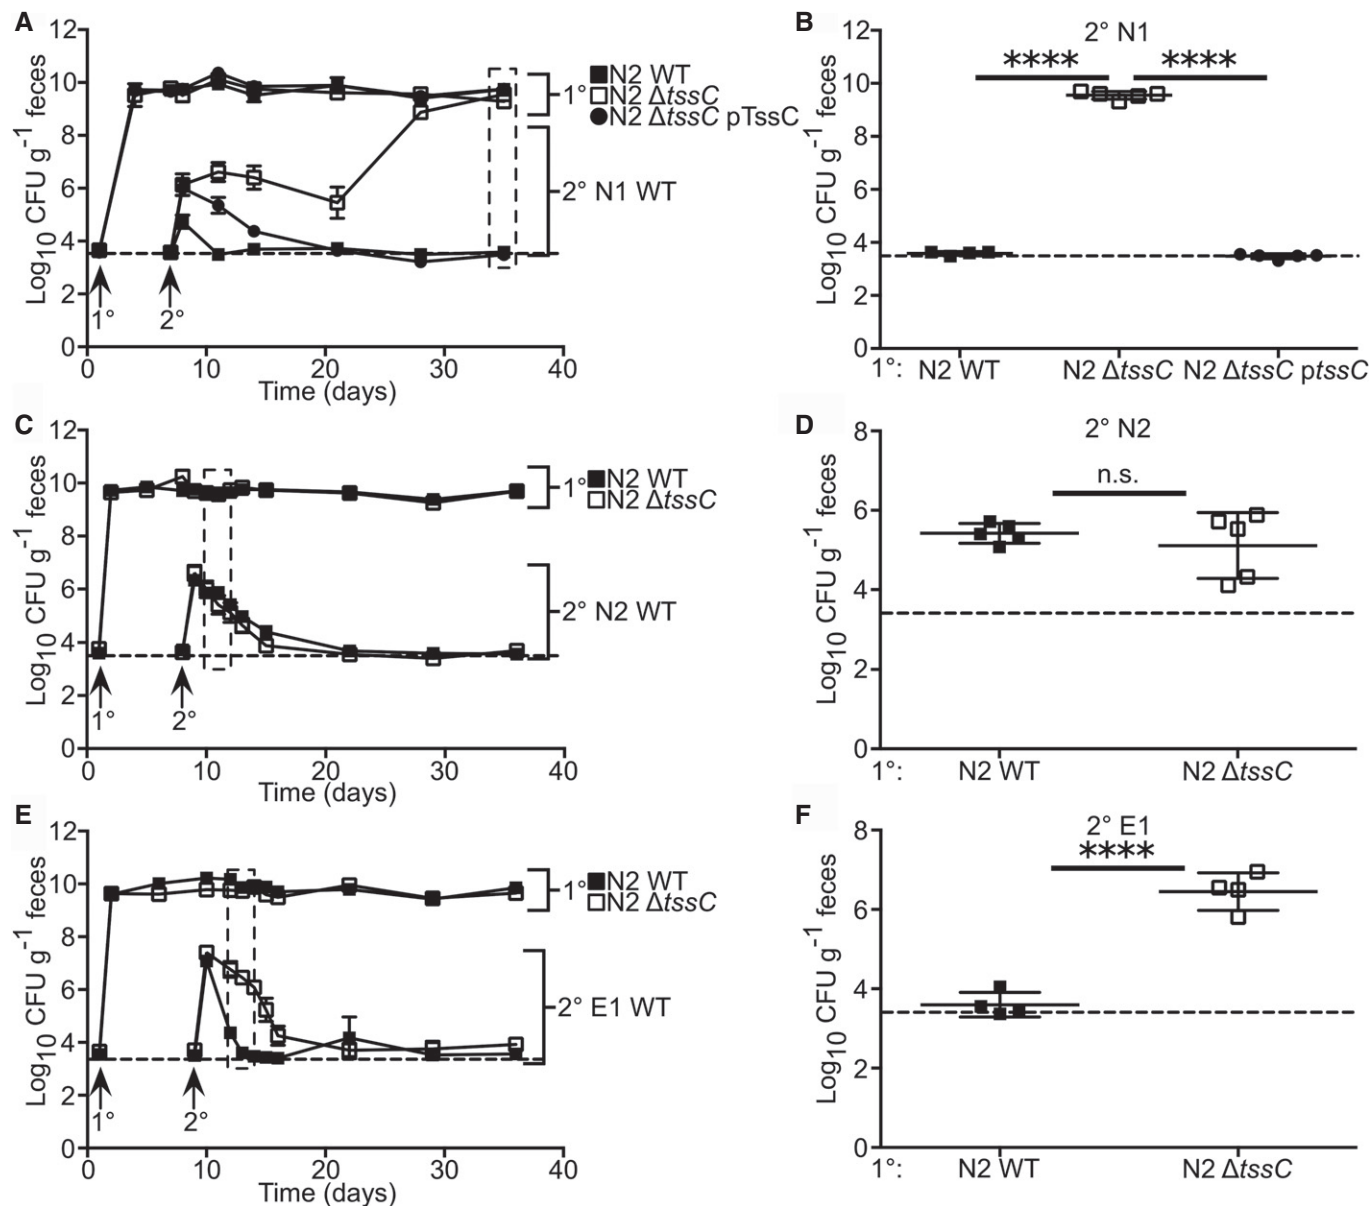 A
Log10 CFU g-1 feces
12
10
8
6
4
2
0
0 10 20 30 40
Time (days)
1° 2°
1°
N2 WT
N2 ΔtssC
N2 ΔtssC pTssC
2° N1 WT
B
Log10 CFU g-1 feces
12
10
8
6
4
2
0
2° N1
**** ****
1°: N2 WT N2 ΔtssC N2 ΔtssC ptssC
C
Log10 CFU g-1 feces
12
10
8
6
4
2
0
0 10 20 30 40
Time (days)
1° 2°
1°
N2 WT
N2 ΔtssC
2° N2 WT
D
Log10 CFU g-1 feces
8
6
4
2
0
2° N2
n.s.
1°: N2 WT N2 ΔtssC
E
Log10 CFU g-1 feces
12
10
8
6
4
2
0
0 10 20 30 40
Time (days)
1° 2°
1°
N2 WT
N2 ΔtssC
2° E1 WT
F
Log10 CFU g-1 feces
8
6
4
2
0
2° E1
****
1°: N2 WT N2 ΔtssC